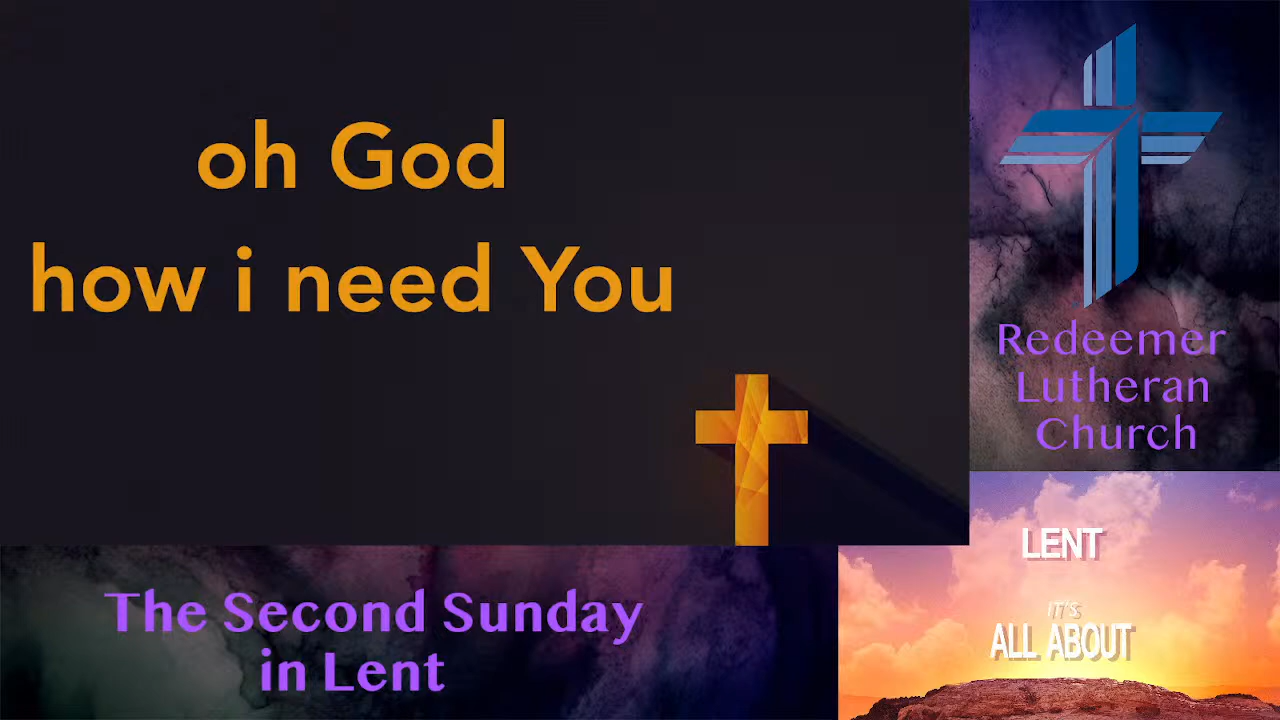 oh God
how i need You
Redeemer
Lutheran
Church
LENT
IT'S
ALL ABOUT
The Second Sunday
in Lent